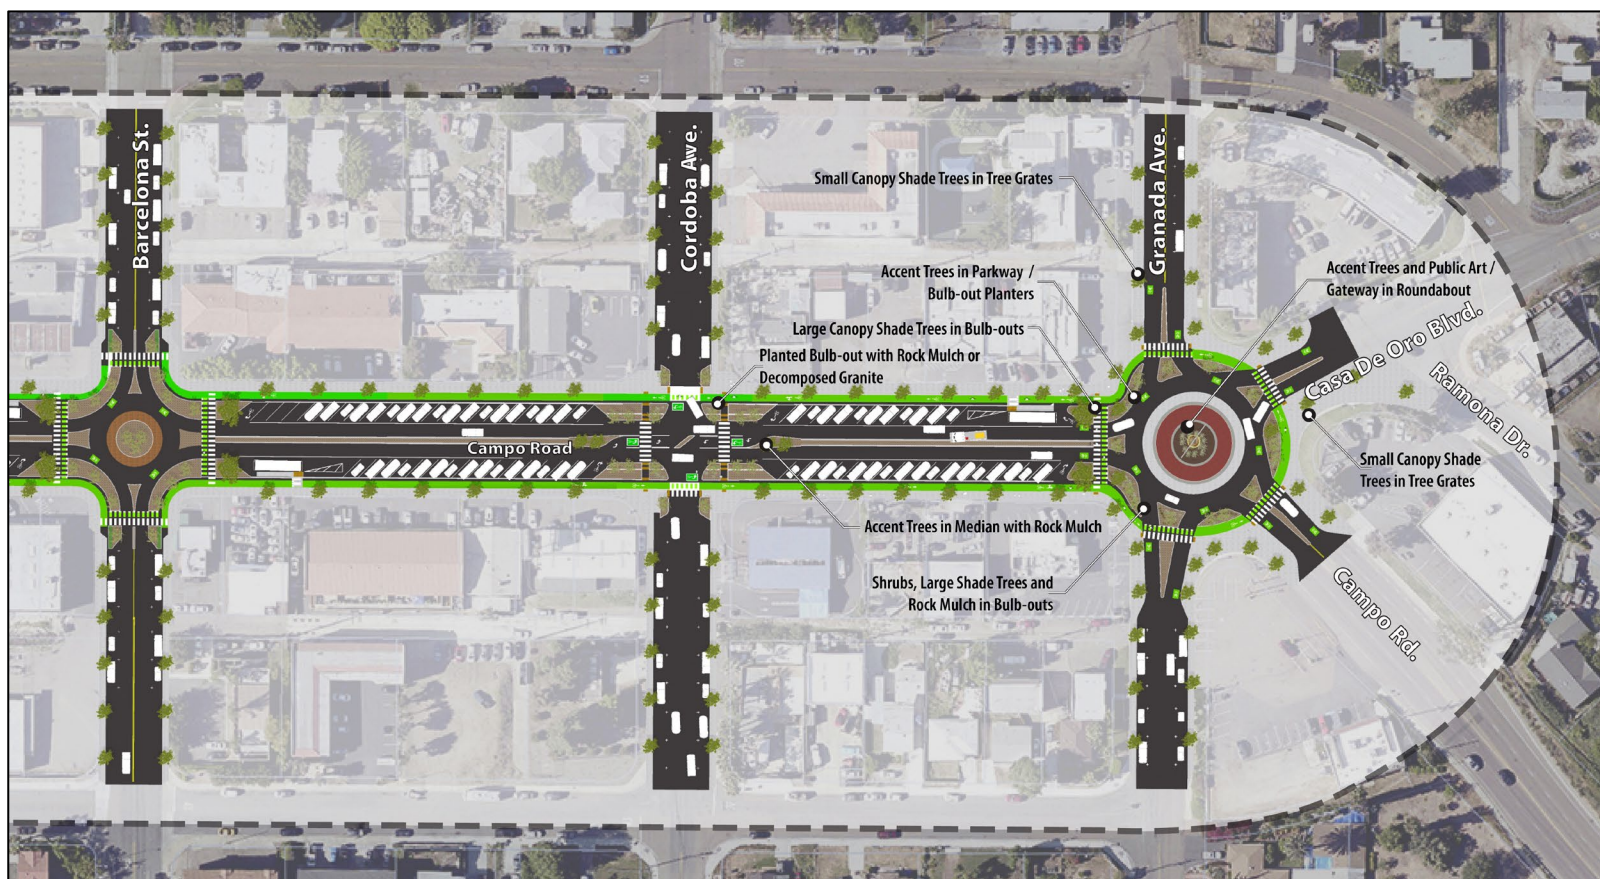 Barcelona St.
Cordoba Ave.
Granada Ave.
Small Canopy Shade Trees in Tree Grates
Accent Trees in Parkway /
Bulb-out Planters
Accent Trees and Public Art /
Gateway in Roundabout
Large Canopy Shade Trees in Bulb-outs
Planted Bulb-out with Rock Mulch or
Decomposed Granite
Casa De Oro Blvd.
Ramona Dr.
Campo Road
Small Canopy Shade
Trees in Tree Grates
Accent Trees in Median with Rock Mulch
Shrubs, Large Shade Trees and
Rock Mulch in Bulb-outs
Campo Rd.